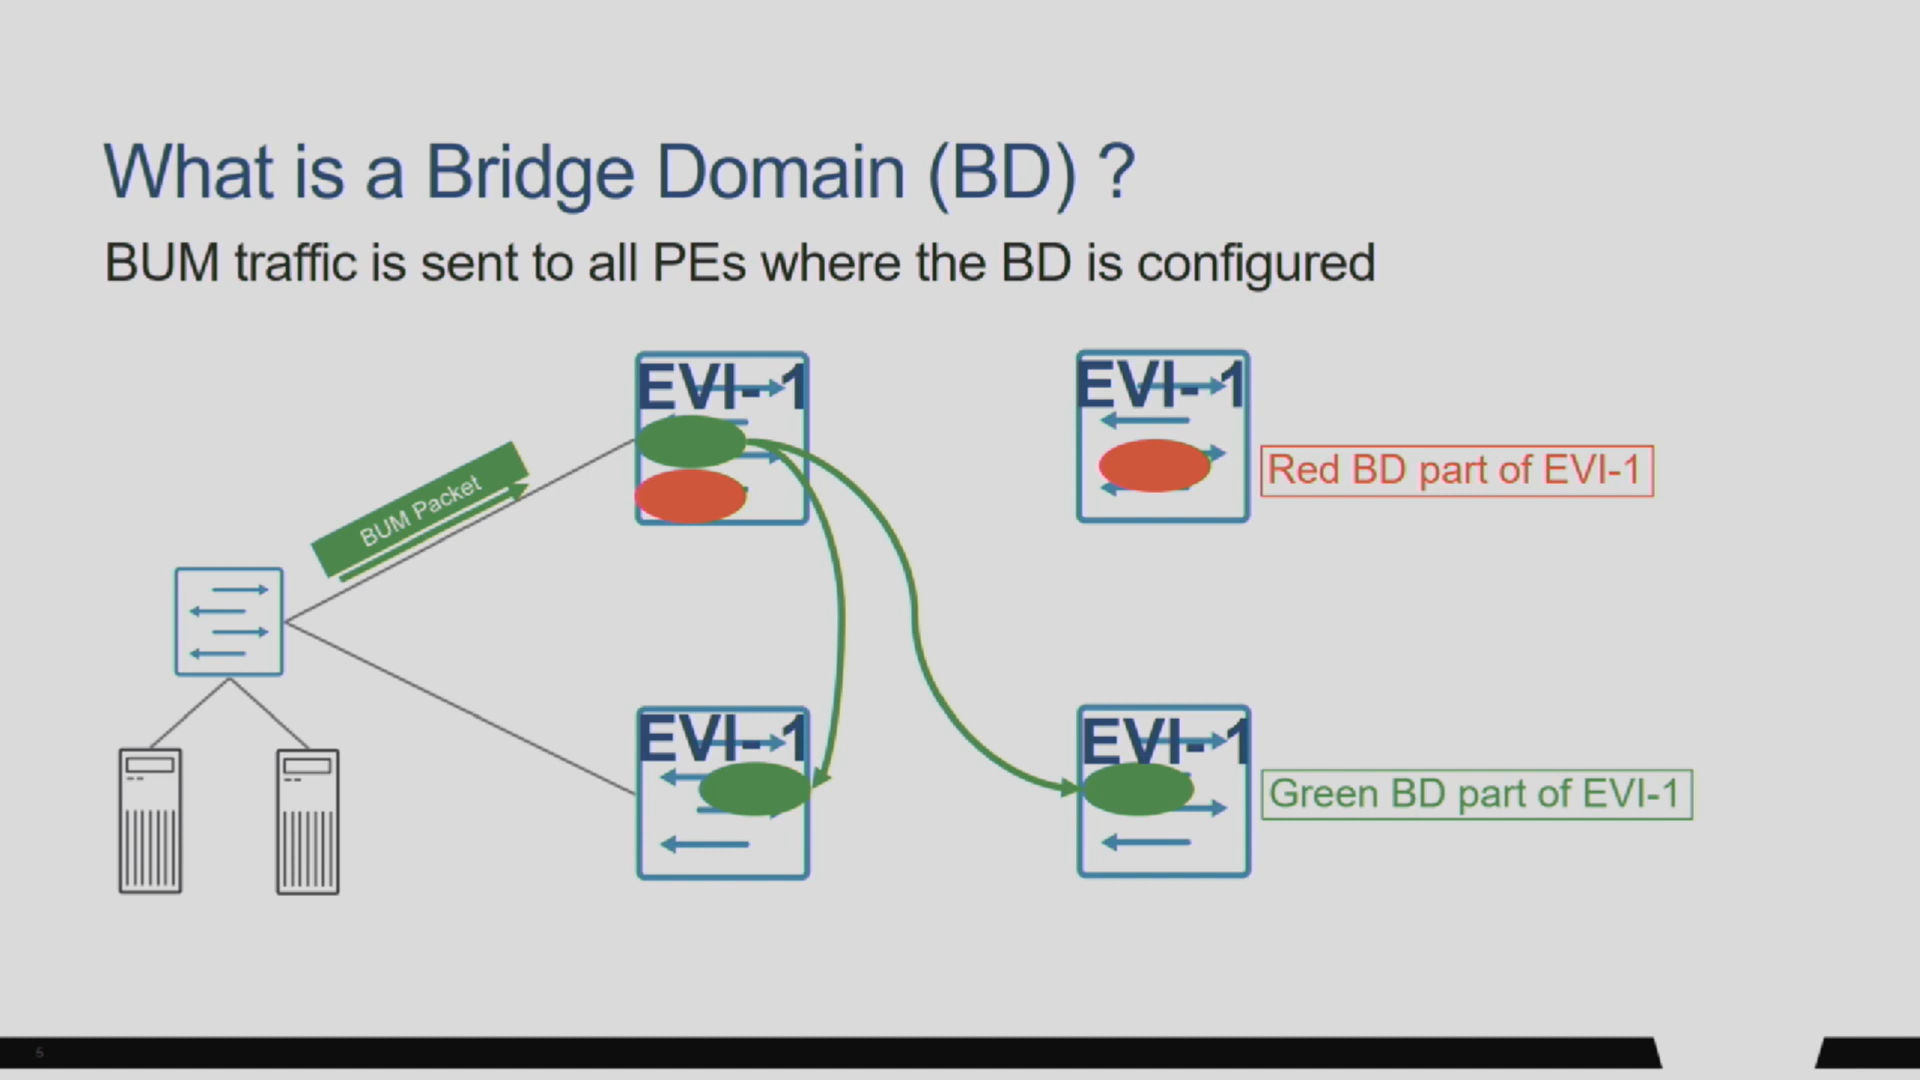 What is a Bridge Domain (BD) ?
BUM traffic is sent to all PEs where the BD is configured
EVI-1
EVI-1
BUM Packet
Red BD part of EVI-1
EVI-1
EVI-1
Green BD part of EVI-1
5